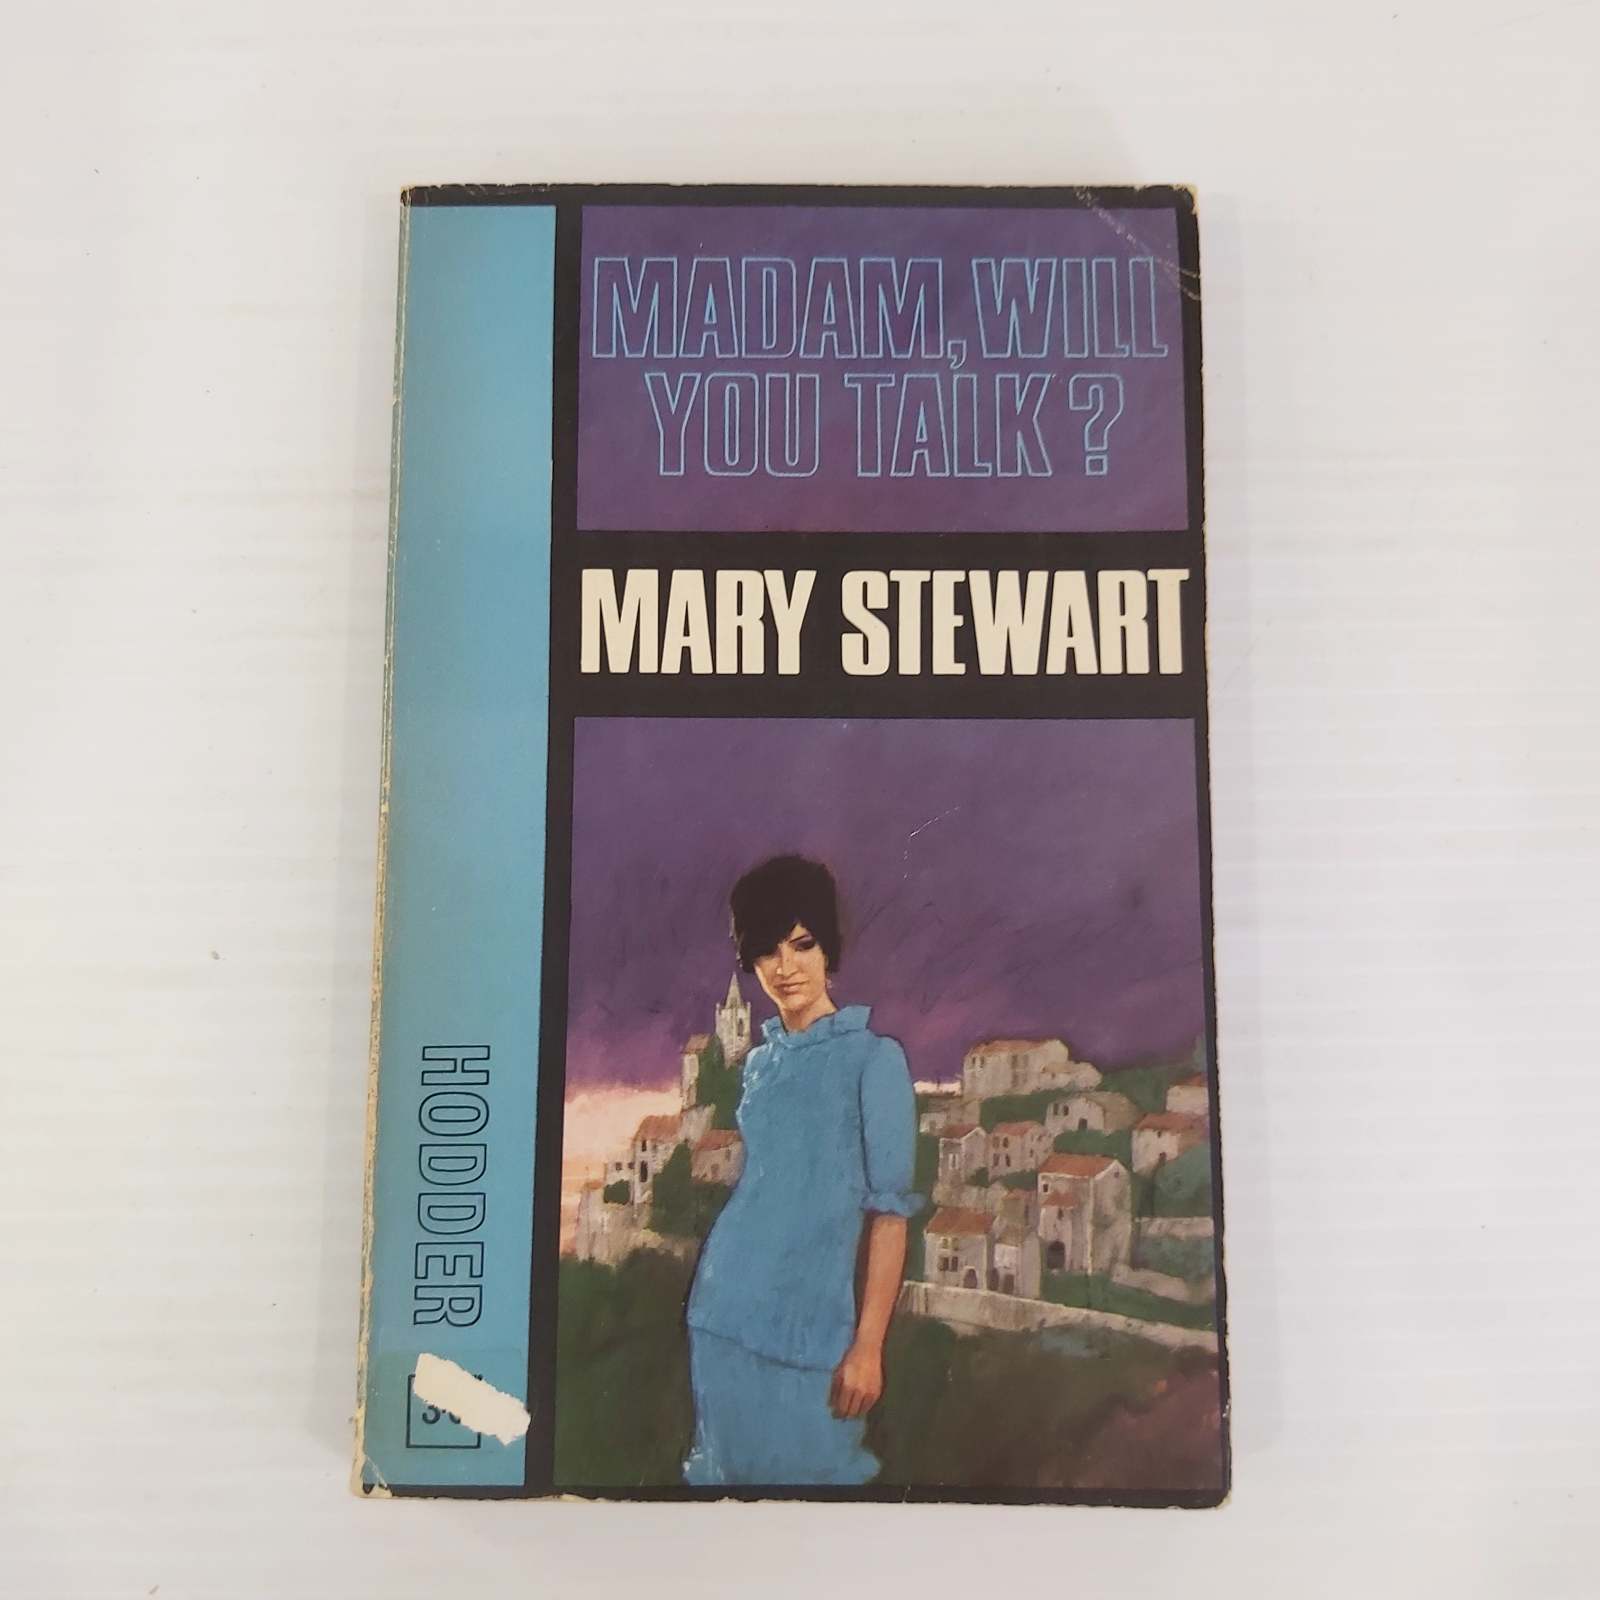 MADAM, WILL
YOU TALK?
MARY STEWART
HODDER